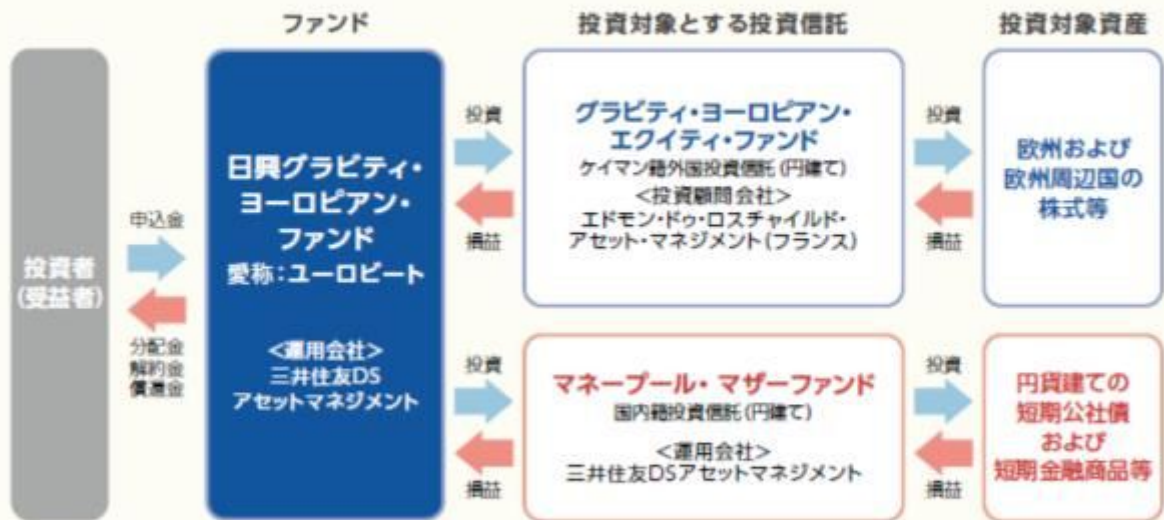 ファンド
投資対象とする投資信託
投資対象資産
投資者
(受益者)
申込金
分配金
解約金
償還金
日興グラビティ・
ヨーロピアン・
ファンド
愛称：ユーロビート
<運用会社>
三井住友DS
アセットマネジメント
投資
損益
グラビティ・ヨーロピアン・
エクイティ・ファンド
ケイマン籍外国投資信託(円建て)
<投資顧問会社>
エドモン・ドゥ・ロスチャイルド・
アセット・マネジメント(フランス)
投資
損益
欧州および
欧州周辺国の
株式等
投資
損益
マネープール・マザーファンド
国内籍投資信託(円建て)
<運用会社>
三井住友DSアセットマネジメント
投資
損益
円貨建ての
短期公社債
および
短期金融商品等